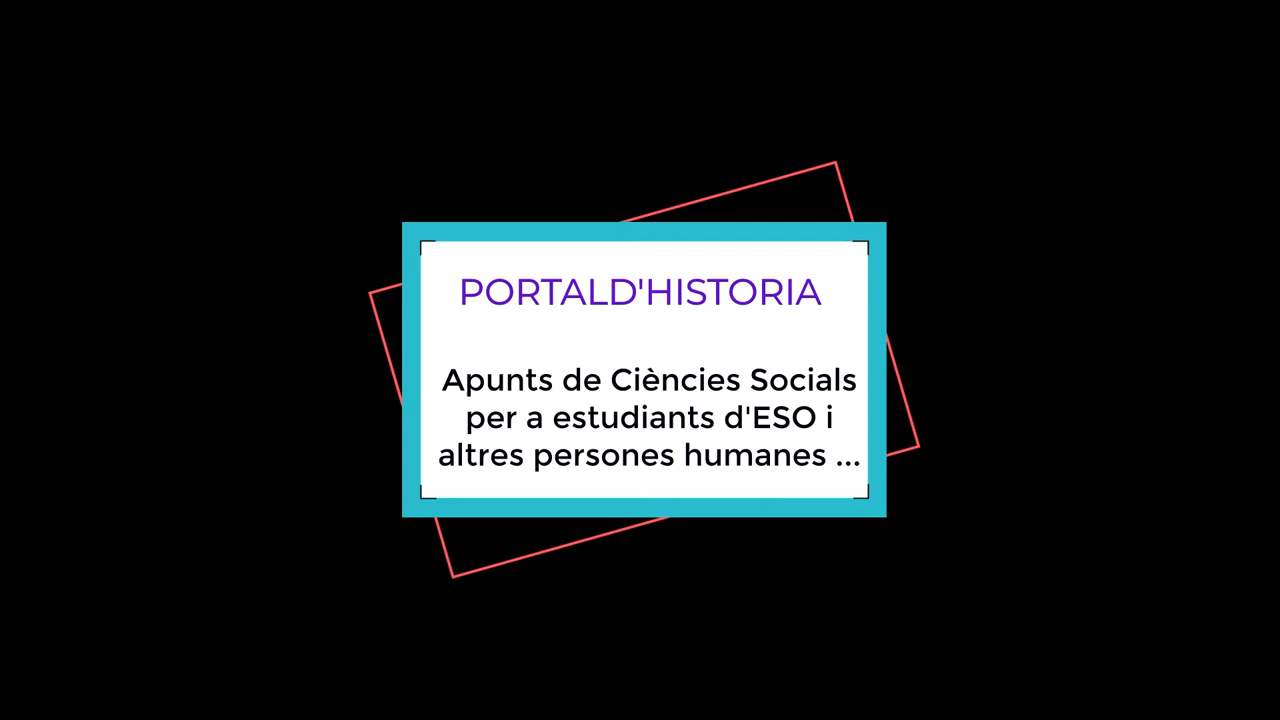 PORTALD'HISTORIA
Apunts de Ciències Socials
per a estudiants d'ESO i
altres persones humanes ...